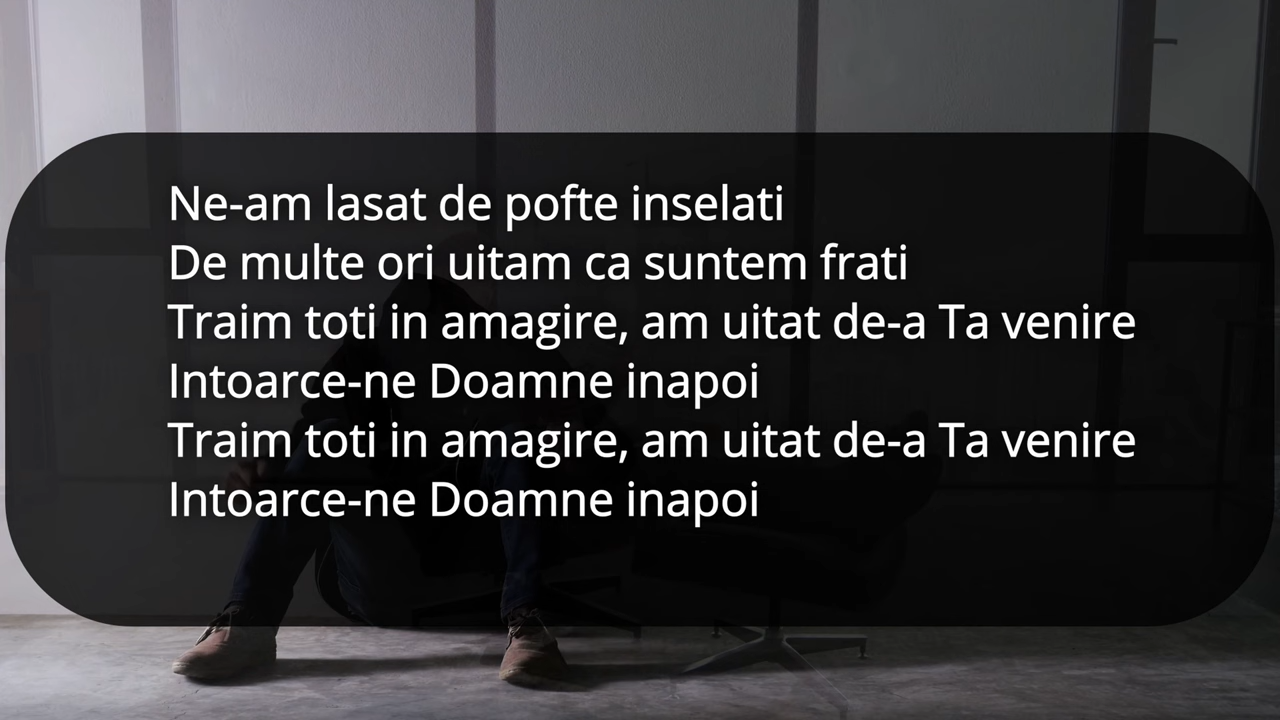 Ne-am lasat de pofte inselati
De multe ori uitam ca suntem frati
Traim toti in amagire, am uitat de-a Ta venire
Intoarce-ne Doamne inapoi
Traim toti in amagire, am uitat de-a Ta venire
Intoarce-ne Doamne inapoi